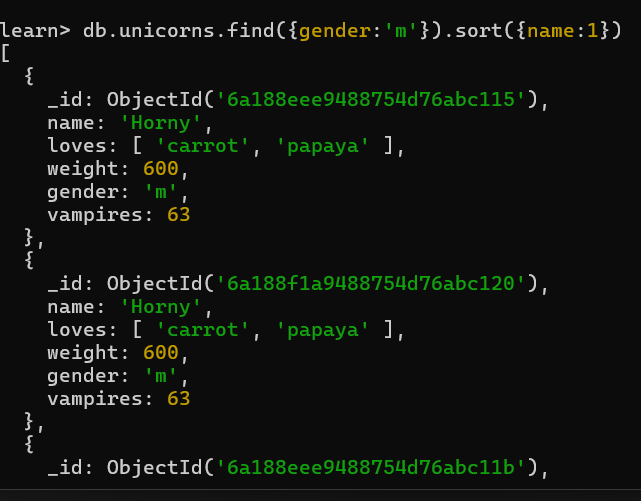 learn> db.unicorns.find({gender:'m'}).sort({name:1})
[
  {
    _id: ObjectId('6a188eee9488754d76abc115'),
    name: 'Horny',
    loves: [ 'carrot', 'papaya' ],
    weight: 600,
    gender: 'm',
    vampires: 63
  },
  {
    _id: ObjectId('6a188f1a9488754d76abc120'),
    name: 'Horny',
    loves: [ 'carrot', 'papaya' ],
    weight: 600,
    gender: 'm',
    vampires: 63
  },
  {
    _id: ObjectId('6a188eee9488754d76abc11b'),